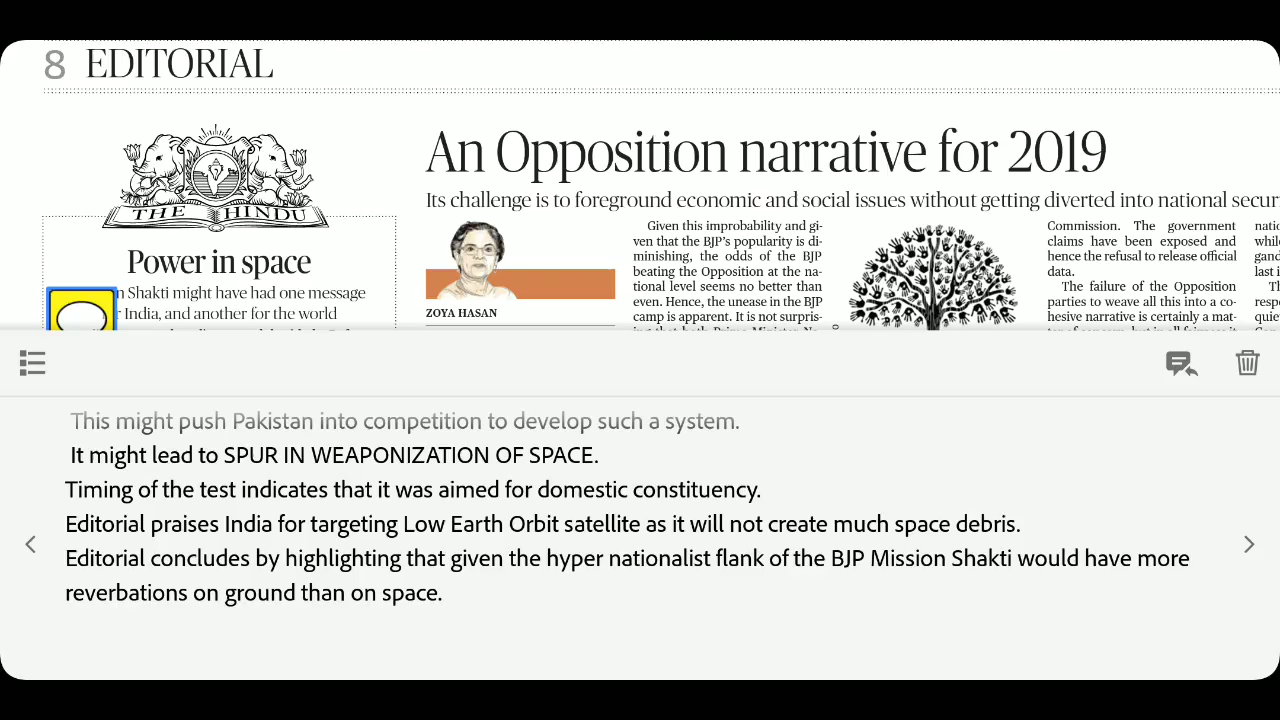 8 EDITORIAL
THE HINDU
Power in space
Shakti might have had one message
India, and another for the world
An Opposition narrative for 2019
Its challenge is to foreground economic and social issues without getting diverted into national
ZOYA HASAN
Given this improbability and gi-
ven that the BJP's popularity is di-
minishing, the odds of the BJP
beating the Opposition at the na-
tional level seems no better than
even. Hence, the unease in the BJP
camp is apparent. It is not surpris-
Commission. The government
claims have been exposed and
hence the refusal to release official
data.
The failure of the Opposition
parties to weave all this into a co-
hesive narrative is certainly a mat-
This might push Pakistan into competition to develop such a system.
It might lead to SPUR IN WEAPONIZATION OF SPACE.
Timing of the test indicates that it was aimed for domestic constituency.
Editorial praises India for targeting Low Earth Orbit satellite as it will not create much space debris.
Editorial concludes by highlighting that given the hyper nationalist flank of the BJP Mission Shakti would have more
reverbations on ground than on space.